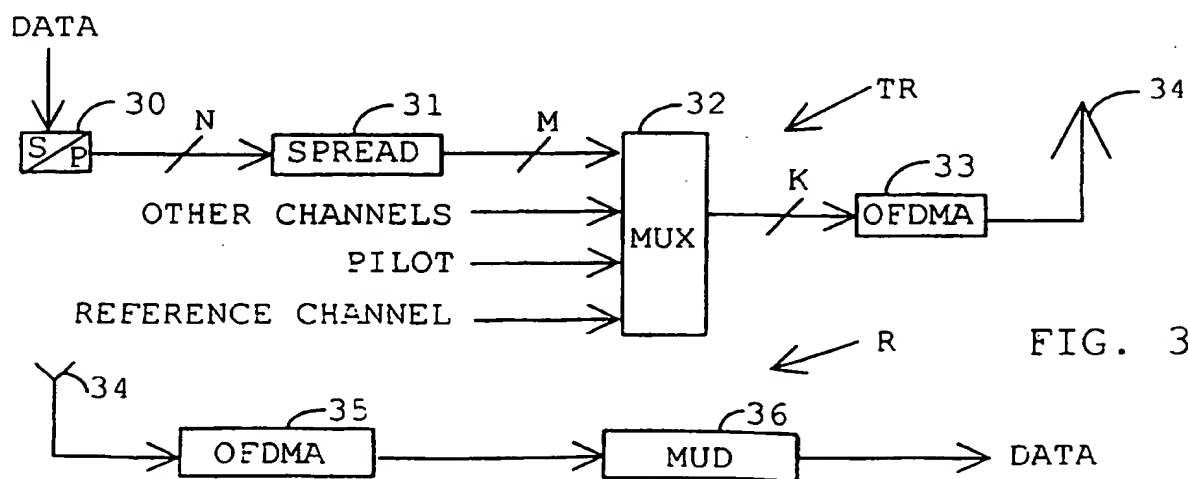 DATA
30
N
31
M
32
TR
34
S/P
SPREAD
K
33
OTHER CHANNELS
MUX
OFDMA
PILOT
REFERENCE CHANNEL
R
FIG. 3
34
35
36
OFDMA
MUD
DATA